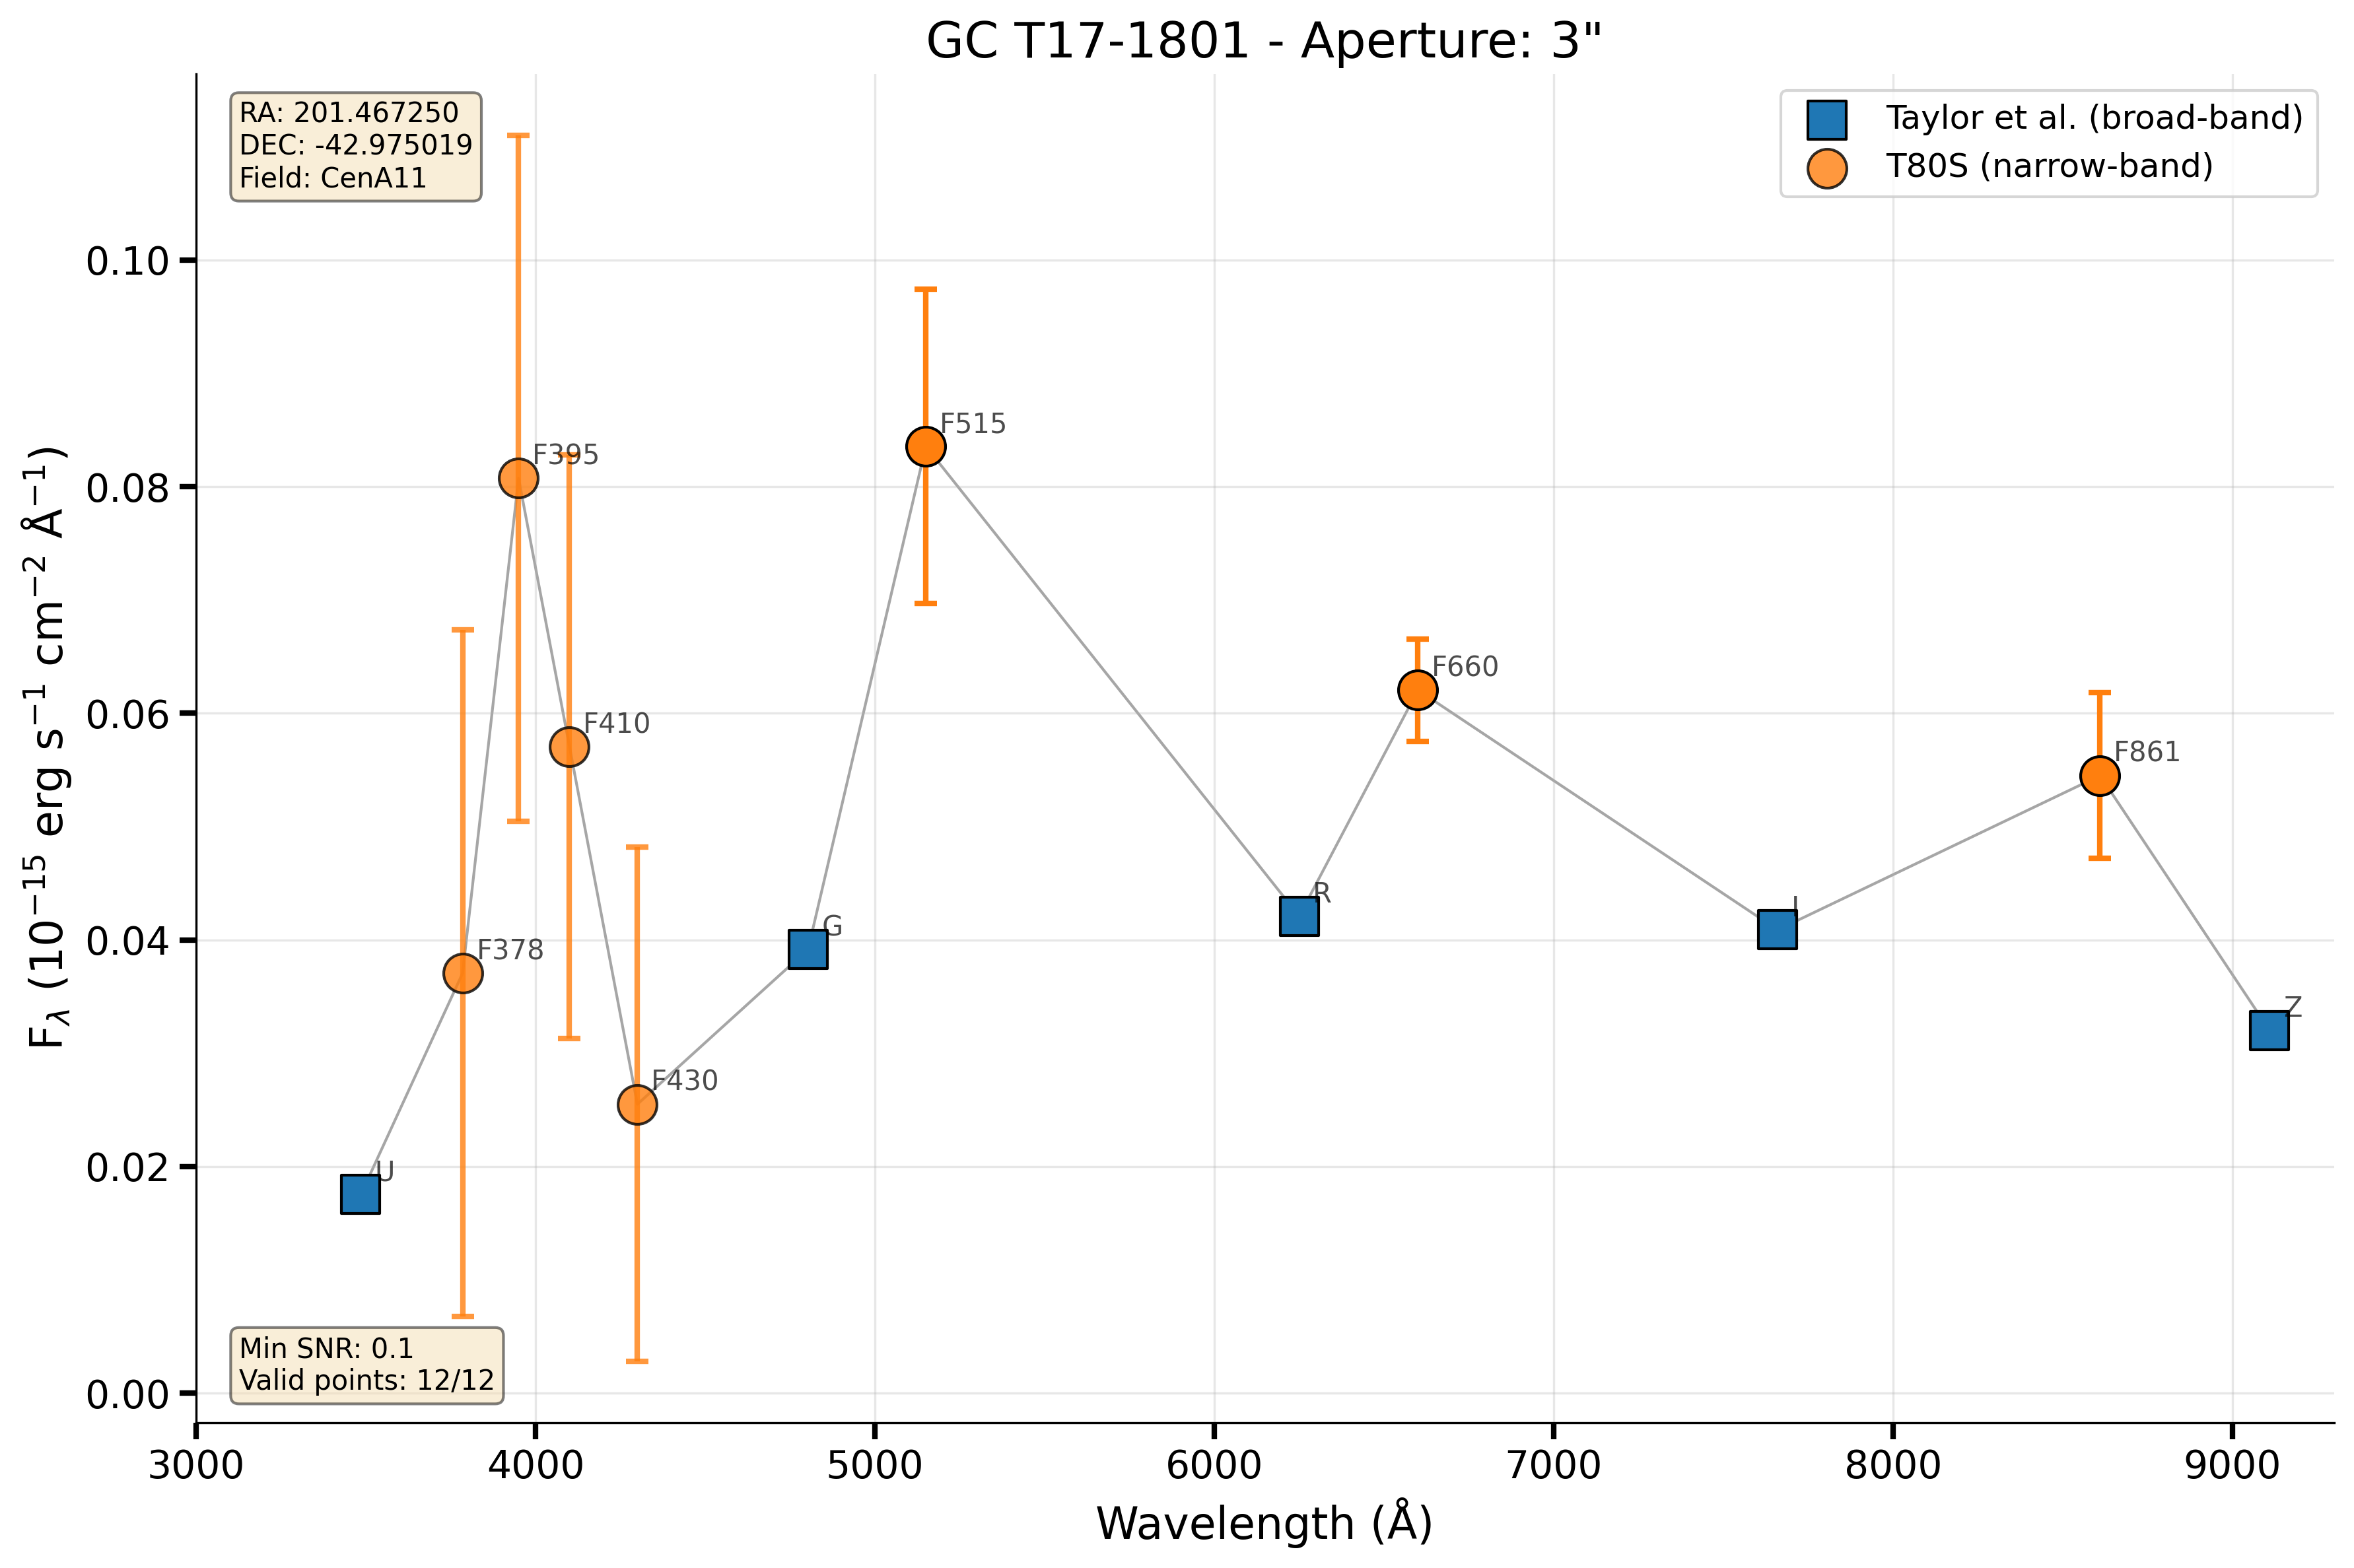 GC T17-1801 - Aperture: 3"
RA: 201.467250
DEC: -42.975019
Field: CenA11
Taylor et al. (broad-band)
T80S (narrow-band)
F395
F515
F410
F660
F861
F378
G
R
I
Z
F430
U
Min SNR: 0.1
Valid points: 12/12
0.10
0.08
0.06
0.04
0.02
0.00
F_λ (10⁻¹⁵ erg s⁻¹ cm⁻² Å⁻¹)
3000 4000 5000 6000 7000 8000 9000
Wavelength (Å)